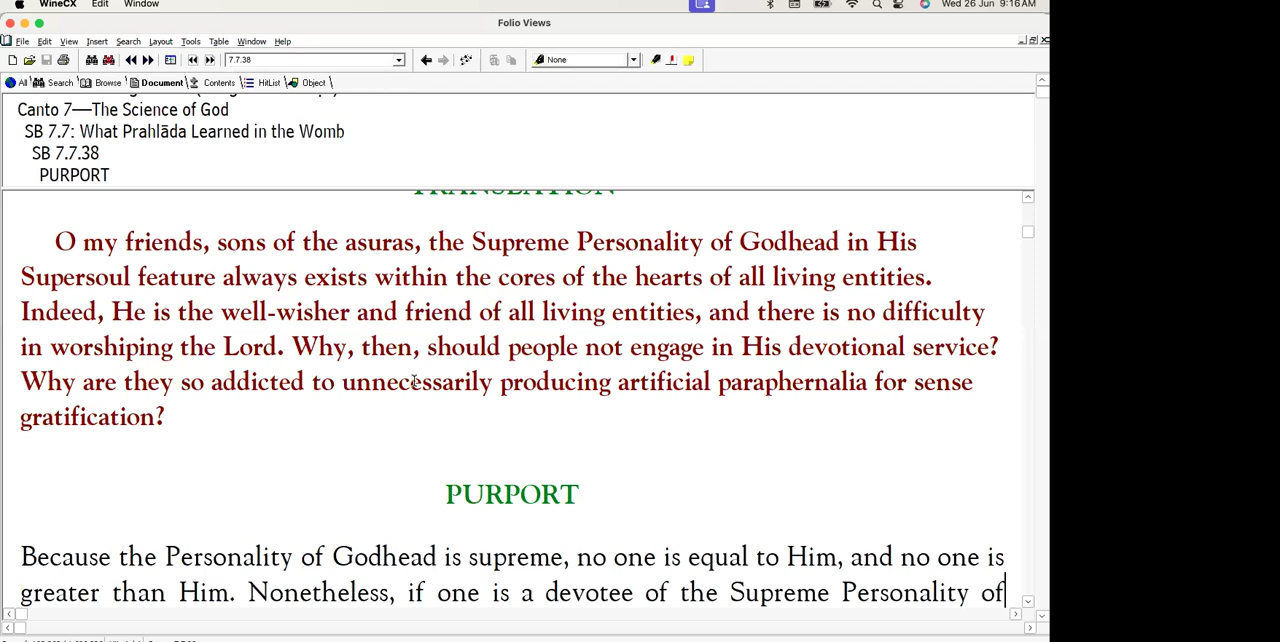 WineCX Edit Window Wed 26 Jun 9:16AM
Folio Views
File Edit View Insert Search Layout Tools Table Window Help
7.7.38 None
All Search Browse Document Contents HitList Object
Canto 7—The Science of God
SB 7.7: What Prahlāda Learned in the Womb
SB 7.7.38
PURPORT
TRANSLATION
O my friends, sons of the asuras, the Supreme Personality of Godhead in His
Supersoul feature always exists within the cores of the hearts of all living entities.
Indeed, He is the well-wisher and friend of all living entities, and there is no difficulty
in worshiping the Lord. Why, then, should people not engage in His devotional service?
Why are they so addicted to unnecessarily producing artificial paraphernalia for sense
gratification?
PURPORT
Because the Personality of Godhead is supreme, no one is equal to Him, and no one is
greater than Him. Nonetheless, if one is a devotee of the Supreme Personality of